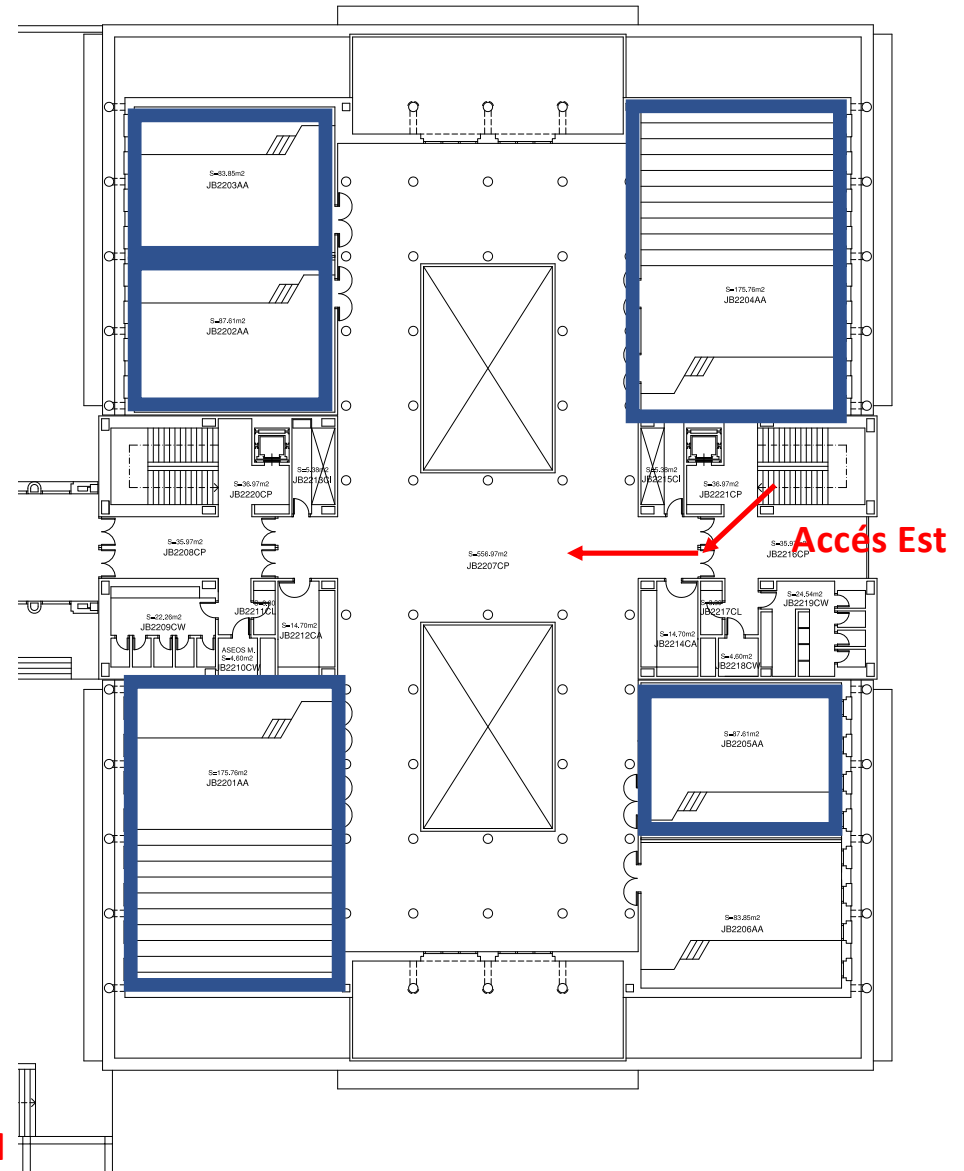 S=83.85m2
JB2203AA
S=87.61m2
JB2202AA
S=175.76m2
JB2204AA
S=36.97m2
JB2220CP
S=5.38m2
JB2213CI
S=5.38m2
JB2215CI
S=36.97m2
JB2221CP
S=35.97m2
JB2208CP
S=556.97m2
JB2207CP
JB2216CP
Accés Est
S=22.26m2
JB2209CW
JB2211CL
S=14.70m2
JB2212CA
ASEOS M.
S=4.60m2
JB2210CW
S=14.70m2
JB2214CA
JB2217CL
S=4.60m2
JB2218CW
S=24.54m2
JB2219CW
S=175.76m2
JB2201AA
S=87.61m2
JB2205AA
S=83.85m2
JB2206AA